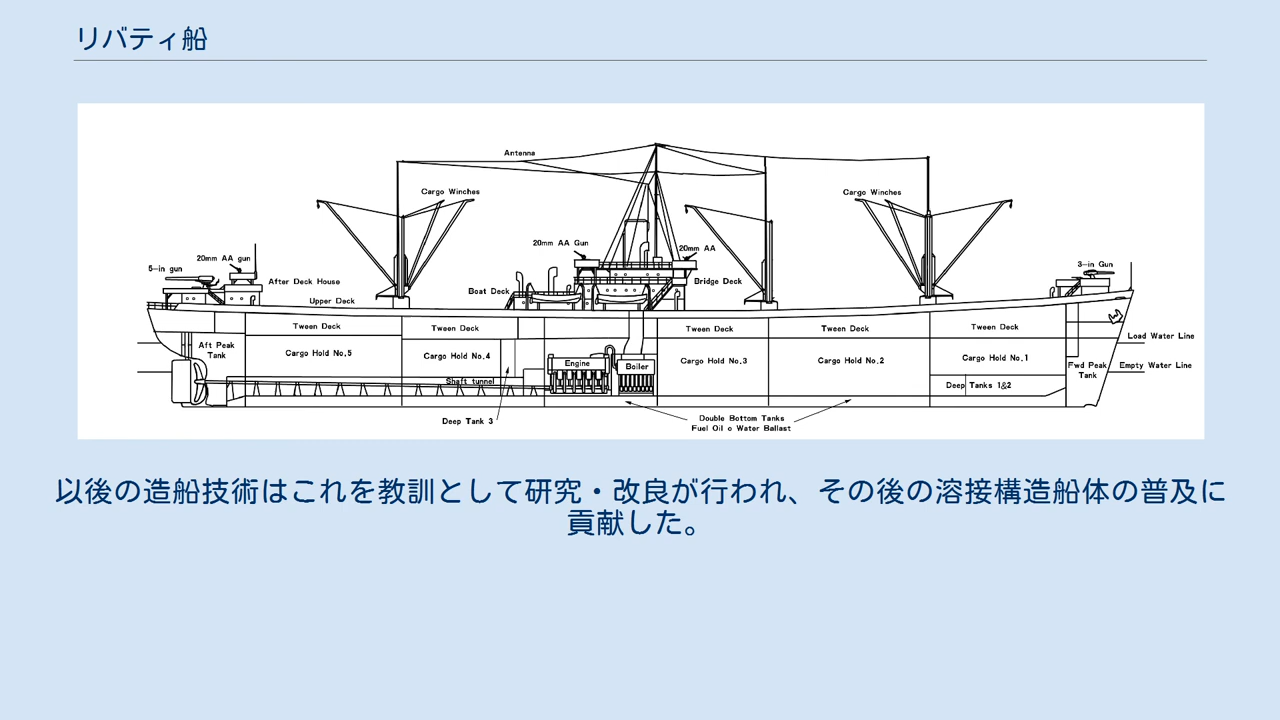 リバティ船
Antenna
Cargo Winches
Cargo Winches
20mm AA Gun
20mm AA
5-in gun
20mm AA gun
3-in Gun
After Deck House
Boat Deck
Bridge Deck
Upper Deck
Tween Deck
Tween Deck
Tween Deck
Tween Deck
Tween Deck
Load Water Line
Aft Peak
Tank
Cargo Hold No.5
Cargo Hold No.4
Engine
Boiler
Cargo Hold No.3
Cargo Hold No.2
Cargo Hold No.1
Fwd Peak
Tank
Empty Water Line
Shaft tunnel
Deep Tanks 1&2
Deep Tank 3
Double Bottom Tanks
Fuel Oil o Water Ballast
以後の造船技術はこれを教訓として研究・改良が行われ、その後の溶接構造船体の普及に
貢献した。